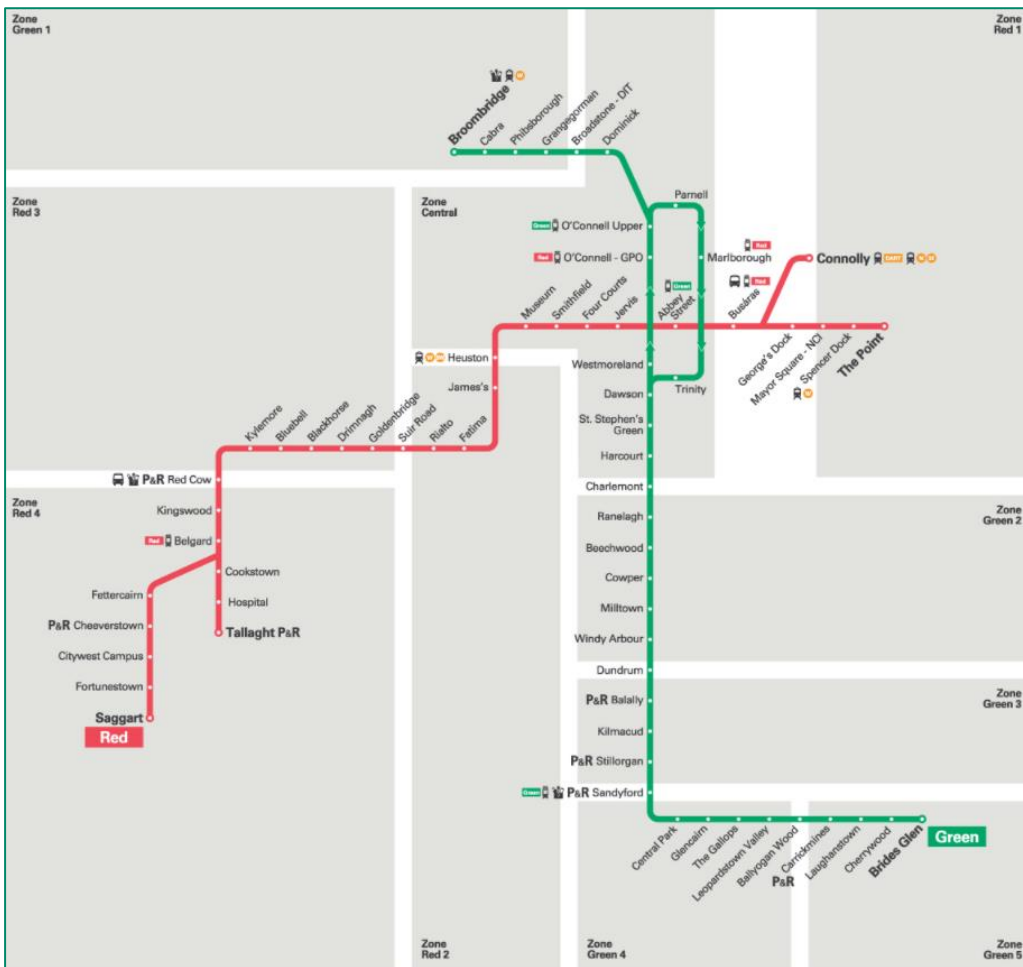 Zone
Green 1
Zone
Red 1
Broombridge
Cabra
Phibsborough
Grangegorman
Broadstone - DIT
Dominick
Zone
Red 3
Zone
Central
Parnell
Green O'Connell Upper
Red
Red O'Connell - GPO
Marlborough
Connolly DART
Green
Red
Museum
Smithfield
Four Courts
Jervis
Abbey
Street
Busáras
George's Dock
Mayor Square - NCI
Spencer Dock
The Point
Heuston
Westmoreland
James's
Trinity
Dawson
St. Stephen's
Green
Kylemore
Bluebell
Blackhorse
Drimnagh
Goldenbridge
Suir Road
Rialto
Fatima
Harcourt
P&R Red Cow
Charlemont
Zone
Red 4
Kingswood
Zone
Green 2
Ranelagh
Red Belgard
Beechwood
Cookstown
Cowper
Fettercairn
Hospital
Milltown
P&R Cheeverstown
Tallaght P&R
Windy Arbour
Citywest Campus
Dundrum
Fortunestown
Zone
Green 3
P&R Balally
Saggart
Red
Kilmacud
P&R Stillorgan
Green P&R Sandyford
Central Park
Glencairn
The Gallops
Leopardstown Valley
Ballyogan Wood
Carrickmines
P&R
Laughanstown
Cherrywood
Brides Glen
Green
Zone
Red 2
Zone
Green 4
Zone
Green 5